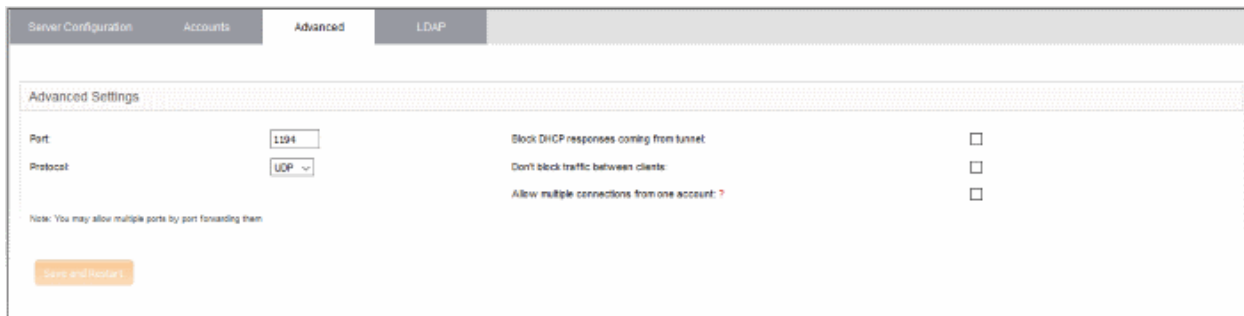 Server Configuration Accounts Advanced LDAP
Advanced Settings
Port: 1194 Block DHCP responses coming from tunnel:
Protocol: UDP Don't block traffic between clients:
Allow multiple connections from one account: ?
Note: You may allow multiple ports by port forwarding them
Save and Restart